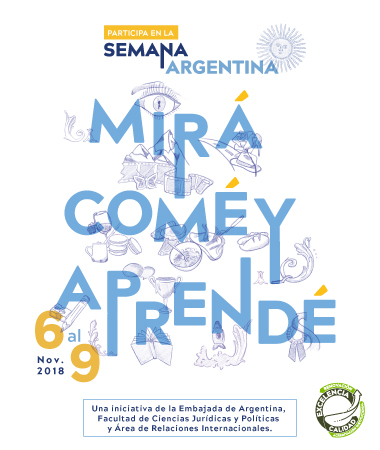 PARTICIPA EN LA
SEMANA
ARGENTINA
MIRÁ
COMÉ Y
APRENDÉ
6 al 9
Nov.
2018
Una iniciativa de la Embajada de Argentina,
Facultad de Ciencias Jurídicas y Políticas
y Área de Relaciones Internacionales.
EXCELENCIA
CALIDAD